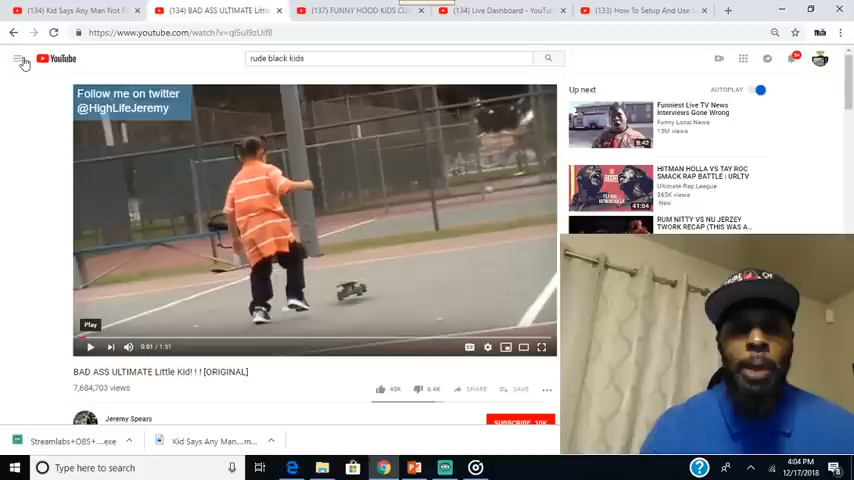 (134) Kid Says Any Man Not F
(134) BAD ASS ULTIMATE Littl
(137) FUNNY HOOD KIDS CL
(134) Live Dashboard - YouTu
(133) How To Setup And Use
https://www.youtube.com/watch?v=
YouTube
rude black kids
9+
Follow me on twitter
@HighLifeJeremy
Up next
AUTOPLAY
Funniest Live TV News
Interviews Gone Wrong
Funny Local News
15M views
8:42
HITMAN HOLLA VS TAY ROC
SMACK RAP BATTLE | URLTV
Ultimate Rap League
365K views
New
41:04
RUM NITTY VS NU JERZEY
TWORK RECAP (THIS WAS A...
Play
0:01 / 1:51
CC
BAD ASS ULTIMATE Little Kid! ! ! [ORIGINAL]
7,684,703 views
45K
6.4K
SHARE
SAVE
Jeremy Spears
SUBSCRIBE 10K
Streamlabs+OBS+....exe
Kid Says Any Man....m...
Type here to search
4:04 PM
12/17/2018